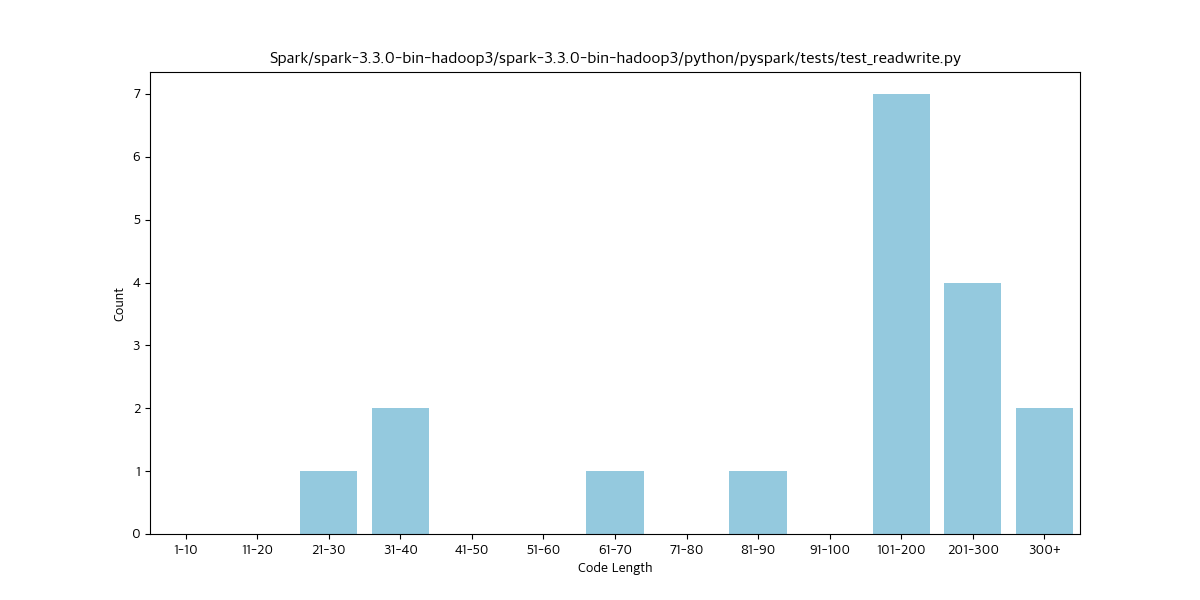 Spark/spark-3.3.0-bin-hadoop3/spark-3.3.0-bin-hadoop3/python/pyspark/tests/test_readwrite.py
7
6
5
4
3
2
1
0
Count
1-10 11-20 21-30 31-40 41-50 51-60 61-70 71-80 81-90 91-100 101-200 201-300 300+
Code Length